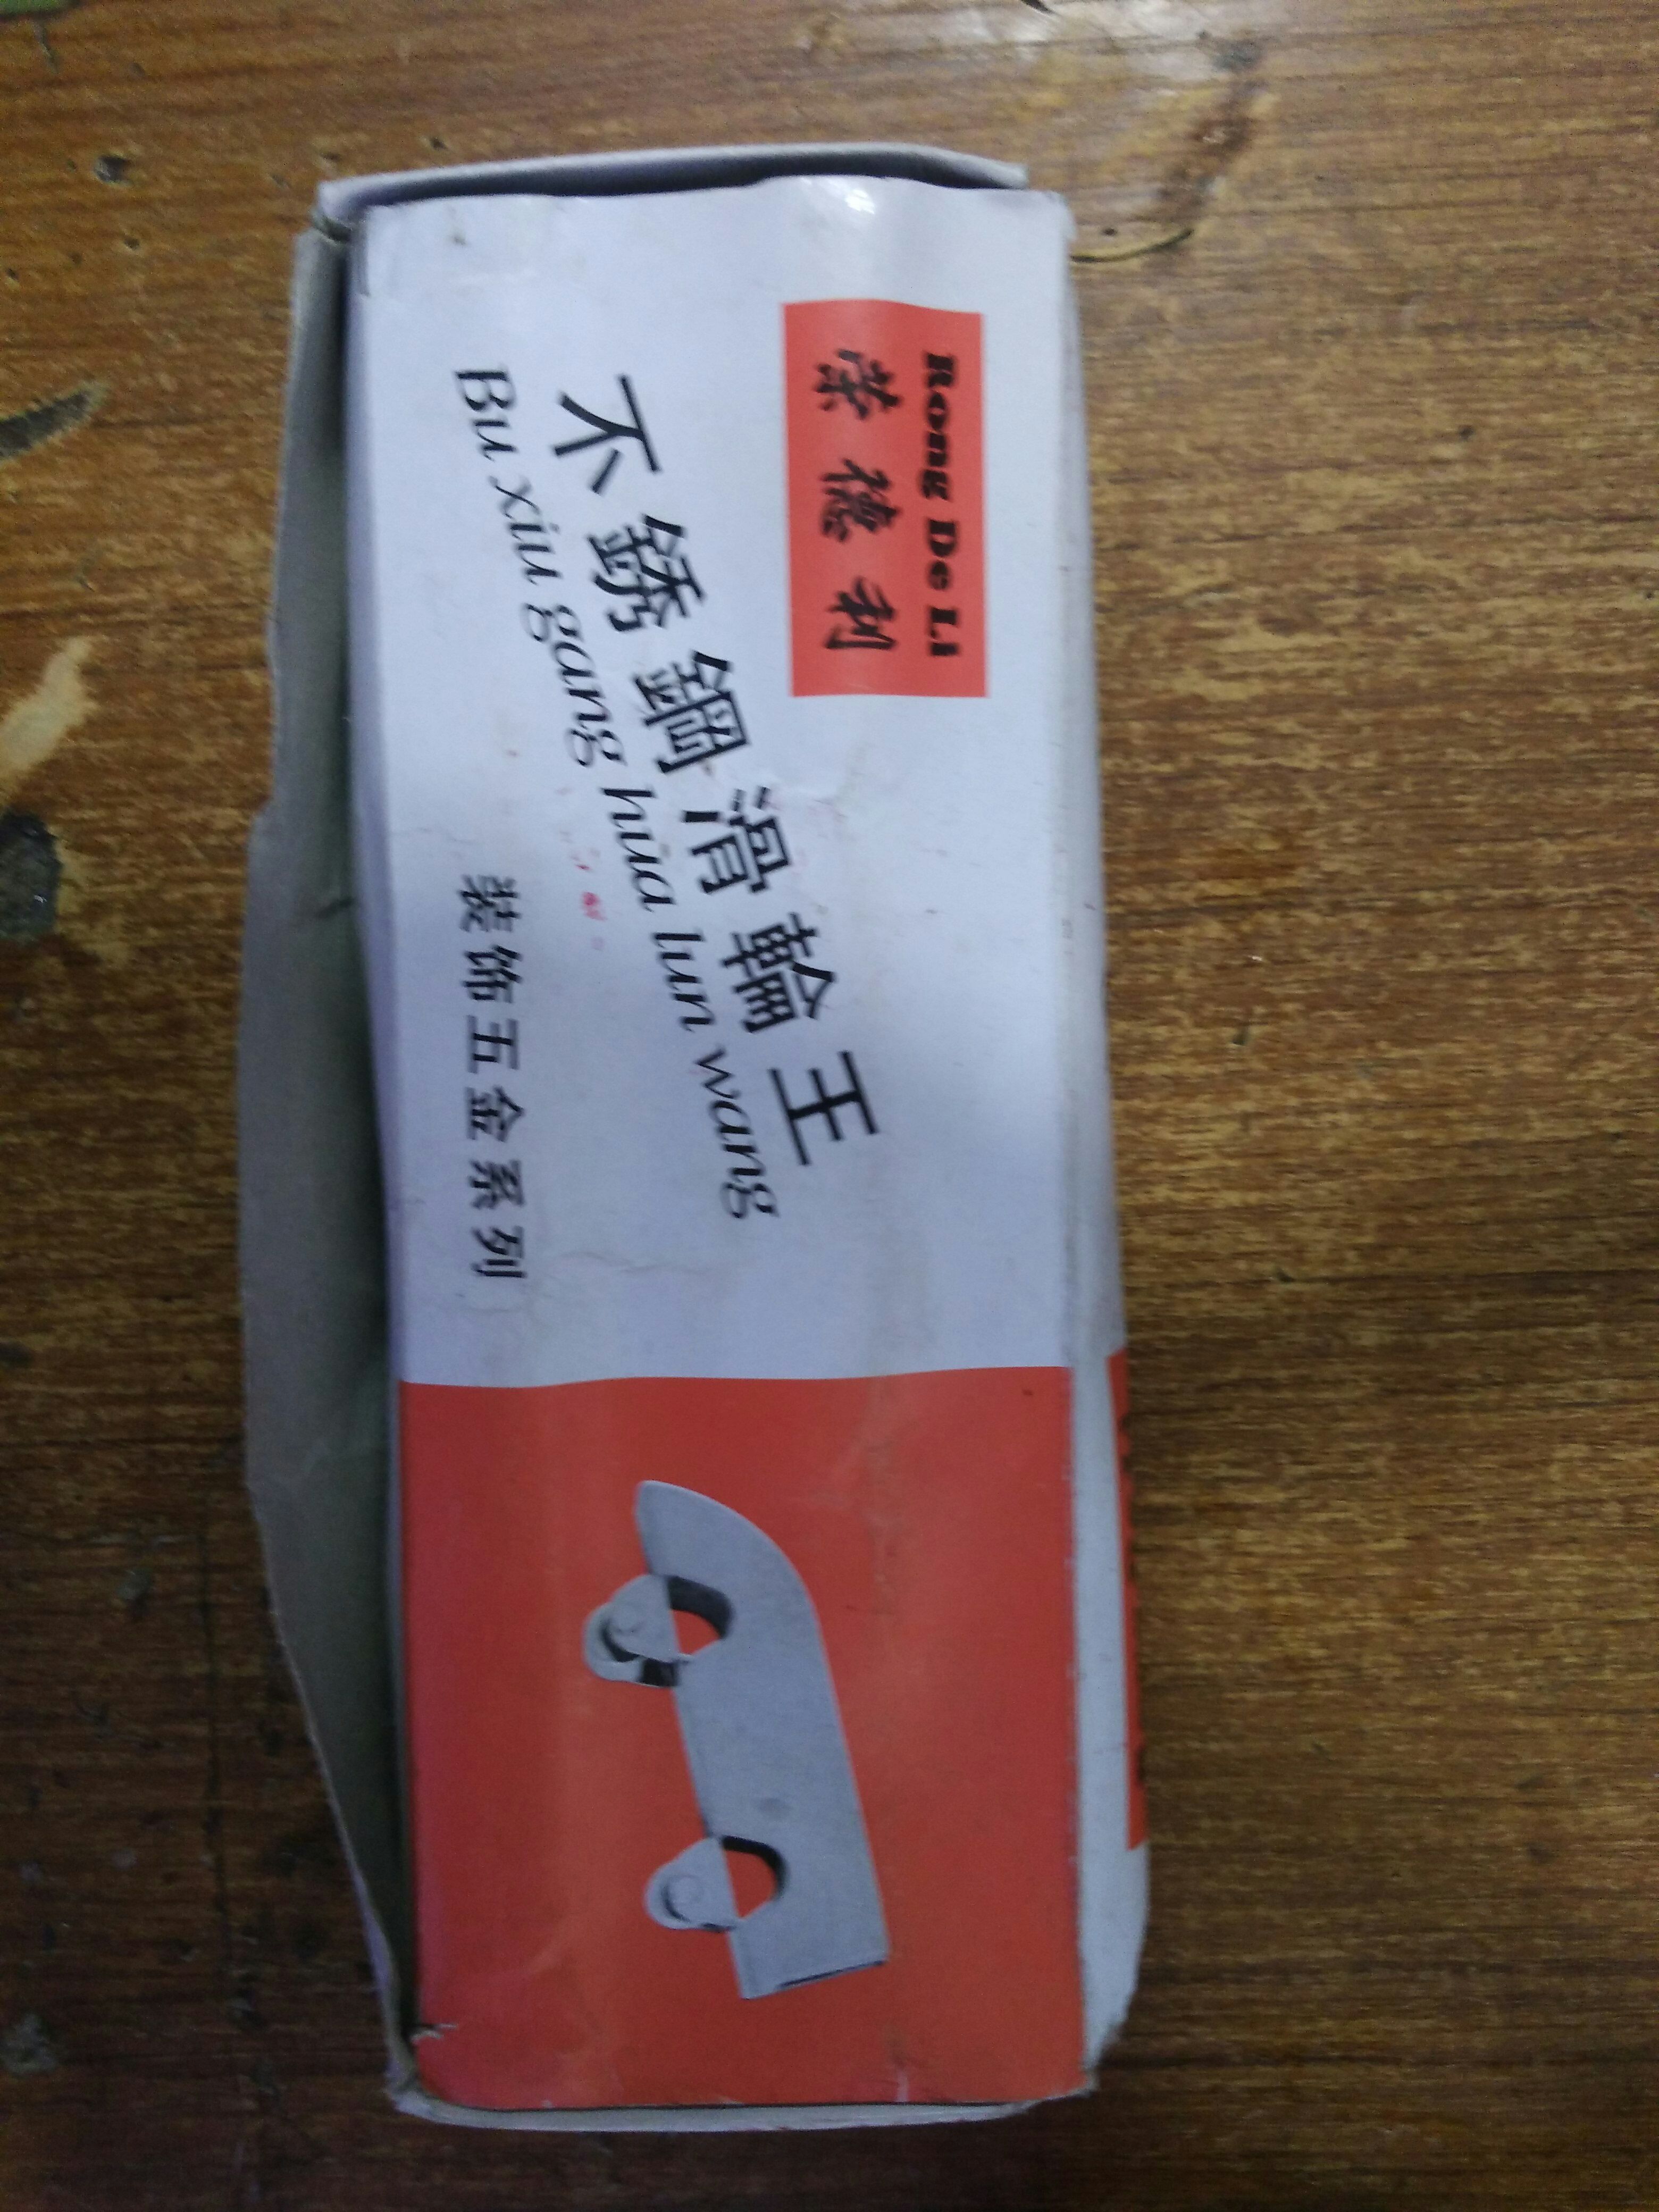 Rong De Li
荣德利
不銹鋼滑輪王
Bu xiu gang hua lun wang
装饰五金系列